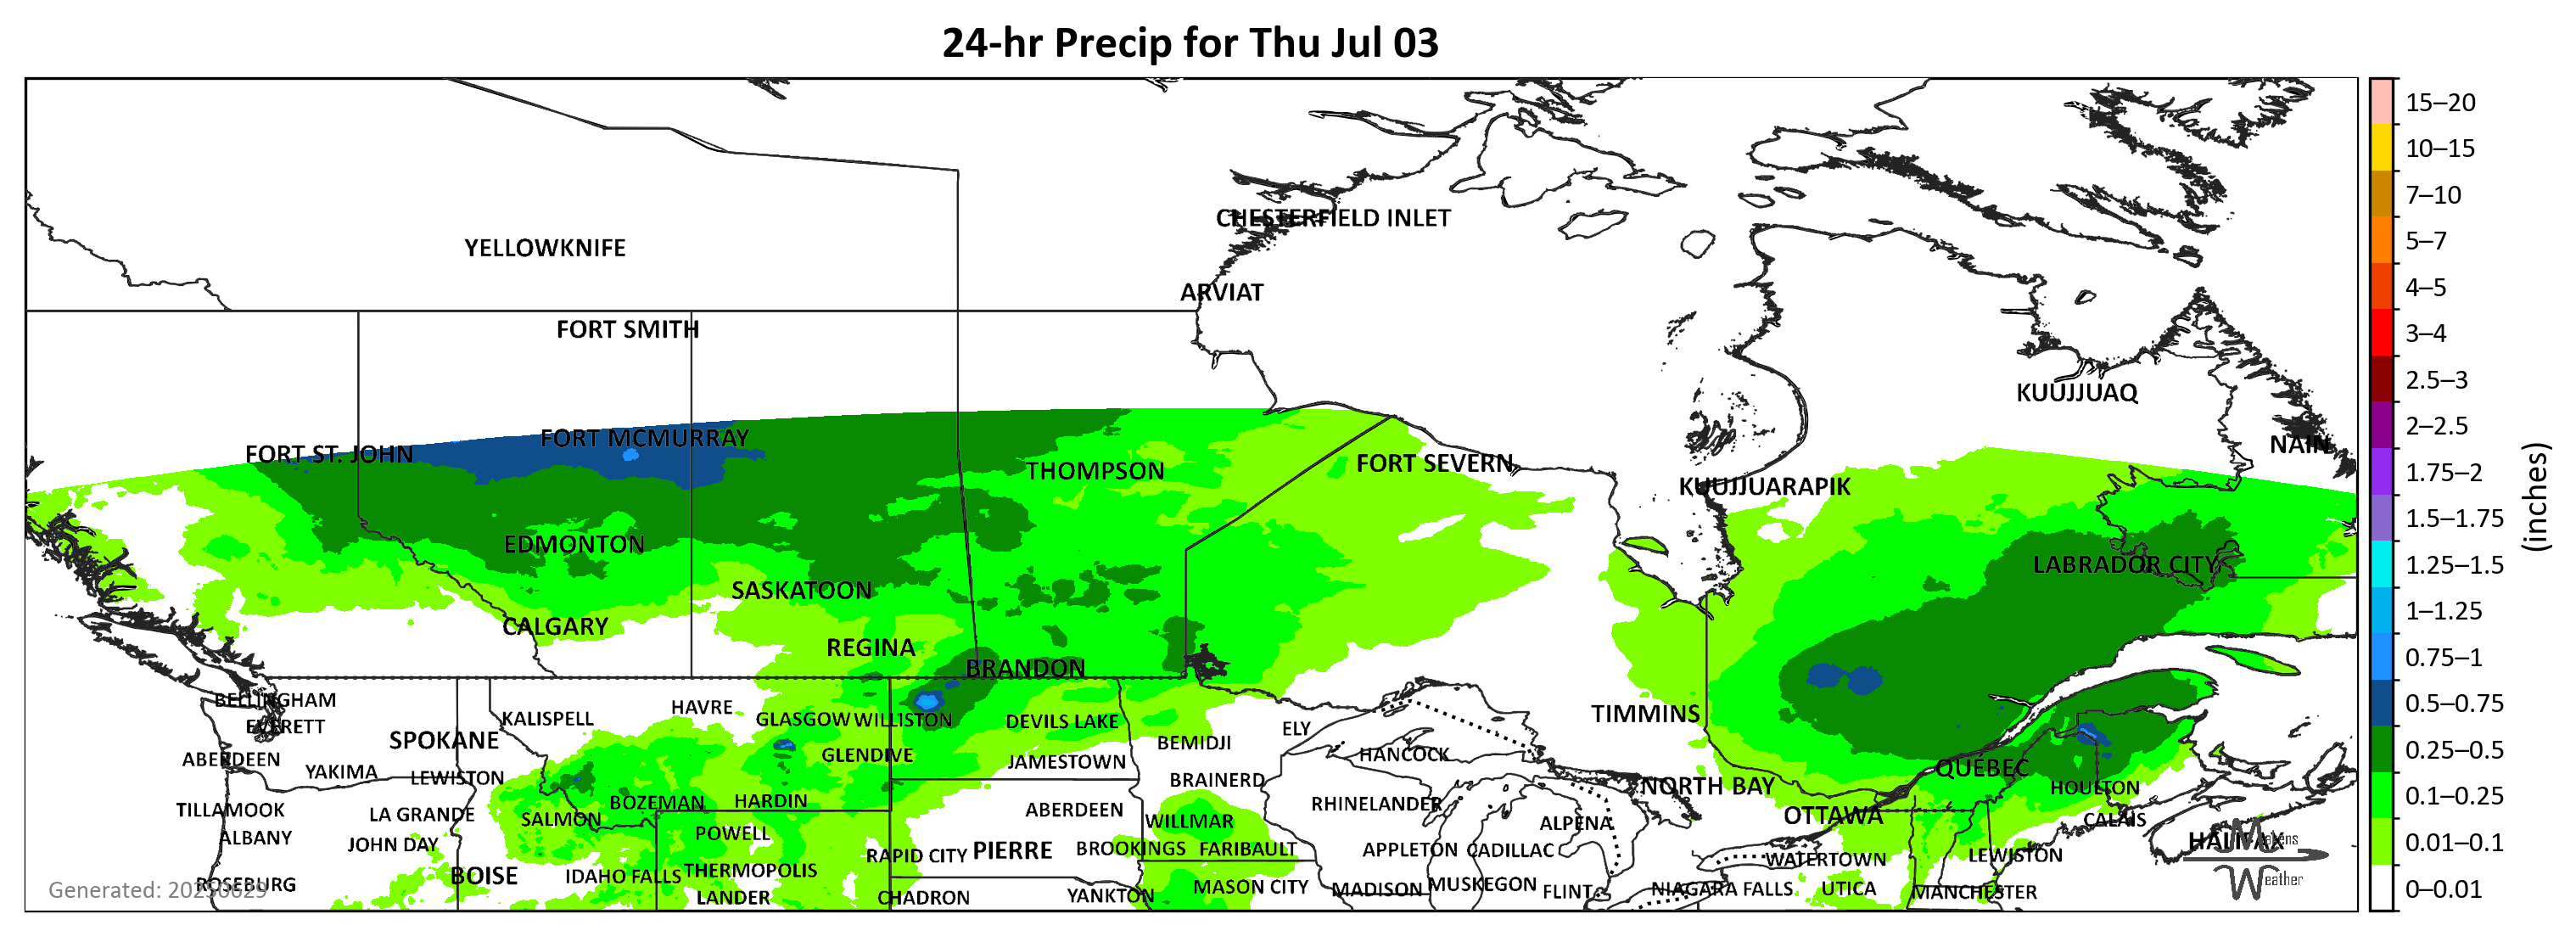 24-hr Precip for Thu Jul 03
15–20
10–15
7–10
5–7
4–5
3–4
2.5–3
2–2.5
1.75–2
1.5–1.75
1.25–1.5
1–1.25
0.75–1
0.5–0.75
0.25–0.5
0.1–0.25
0.01–0.1
0–0.01
(inches)
CHESTERFIELD INLET
YELLOWKNIFE
ARVIAT
FORT SMITH
KUUJJUAQ
FORT MCMURRAY
NAIN
FORT ST. JOHN
THOMPSON
FORT SEVERN
KUUJJUARAPIK
EDMONTON
LABRADOR CITY
SASKATOON
CALGARY
REGINA
BRANDON
BELLINGHAM
HAVRE
KALISPELL
GLASGOW
WILLISTON
DEVILS LAKE
TIMMINS
EVERETT
ELY
SPOKANE
BEMIDJI
ABERDEEN
GLENDIVE
JAMESTOWN
HANCOCK
QUÉBEC
YAKIMA
LEWISTON
BRAINERD
NORTH BAY
HOULTON
BOZEMAN
HARDIN
RHINELANDER
TILLAMOOK
LA GRANDE
ABERDEEN
OTTAWA
SALMON
WILLMAR
ALPENA
CALAIS
ALBANY
POWELL
HALIFAX
JOHN DAY
BROOKINGS
FARIBAULT
APPLETON
CADILLAC
RAPID CITY
PIERRE
WATERTOWN
LEWISTON
BOISE
IDAHO FALLS
THERMOPOLIS
ROSEBURG
MASON CITY
MADISON
MUSKEGON
FLINT
NIAGARA FALLS
UTICA
MANCHESTER
LANDER
CHADRON
YANKTON
Generated: 20250629
Weather